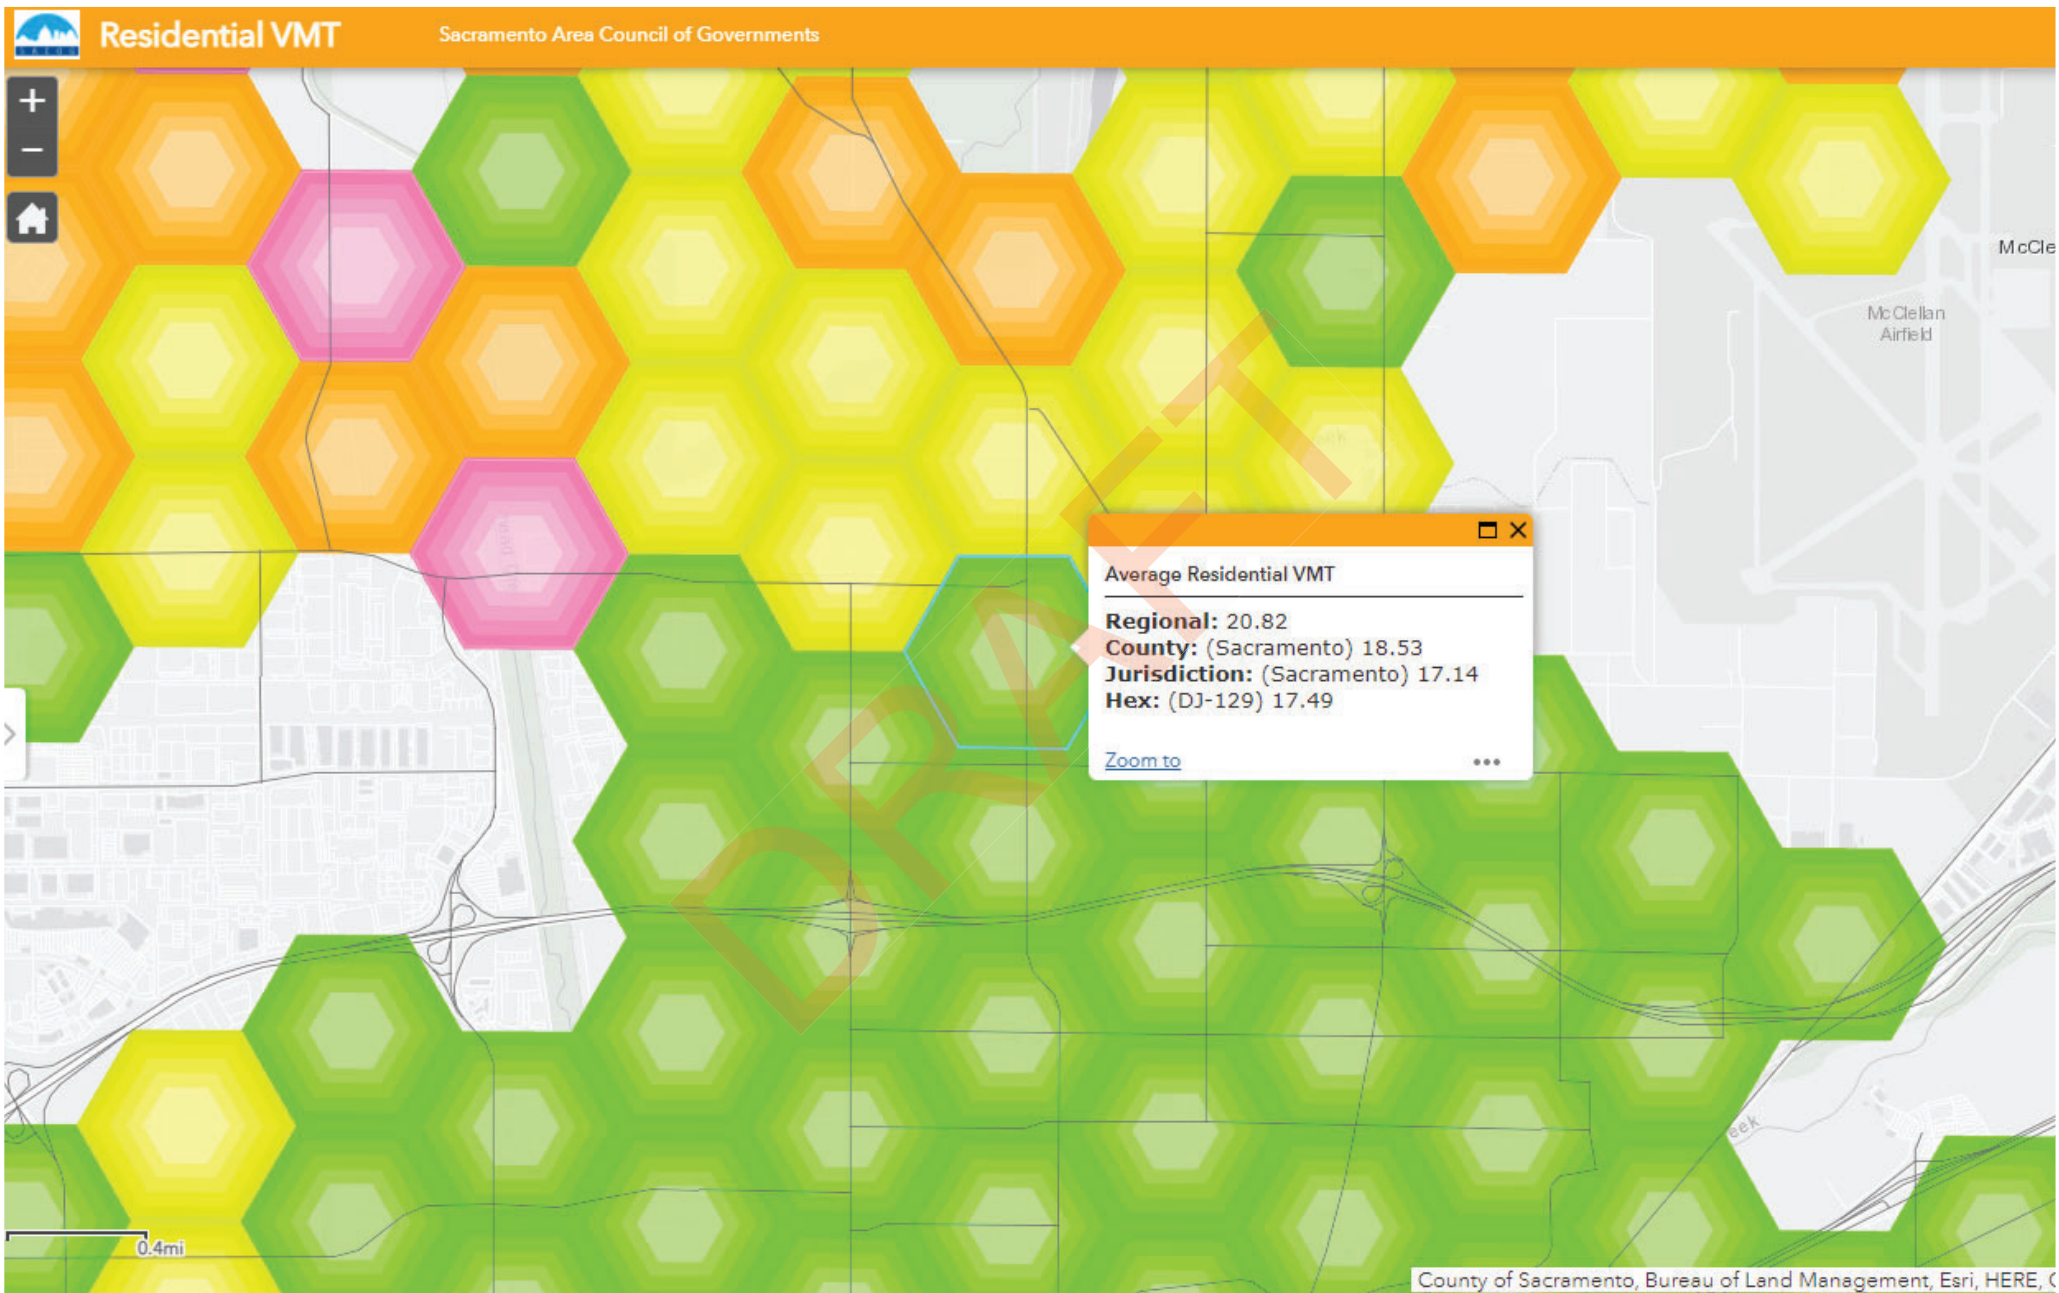 SACOG
Residential VMT
Sacramento Area Council of Governments
+
−
McCle
McClellan
Airfield
Average Residential VMT
Regional: 20.82
County: (Sacramento) 18.53
Jurisdiction: (Sacramento) 17.14
Hex: (DJ-129) 17.49
Zoom to
•••
DRAFT
eek
0.4mi
County of Sacramento, Bureau of Land Management, Esri, HERE, G